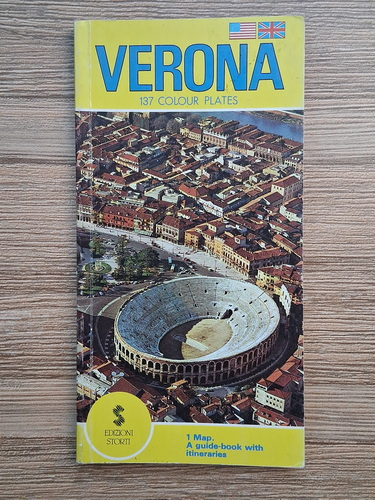 VERONA
137 COLOUR PLATES
EDIZIONI
STORTI
1 Map.
A guide-book with
itineraries